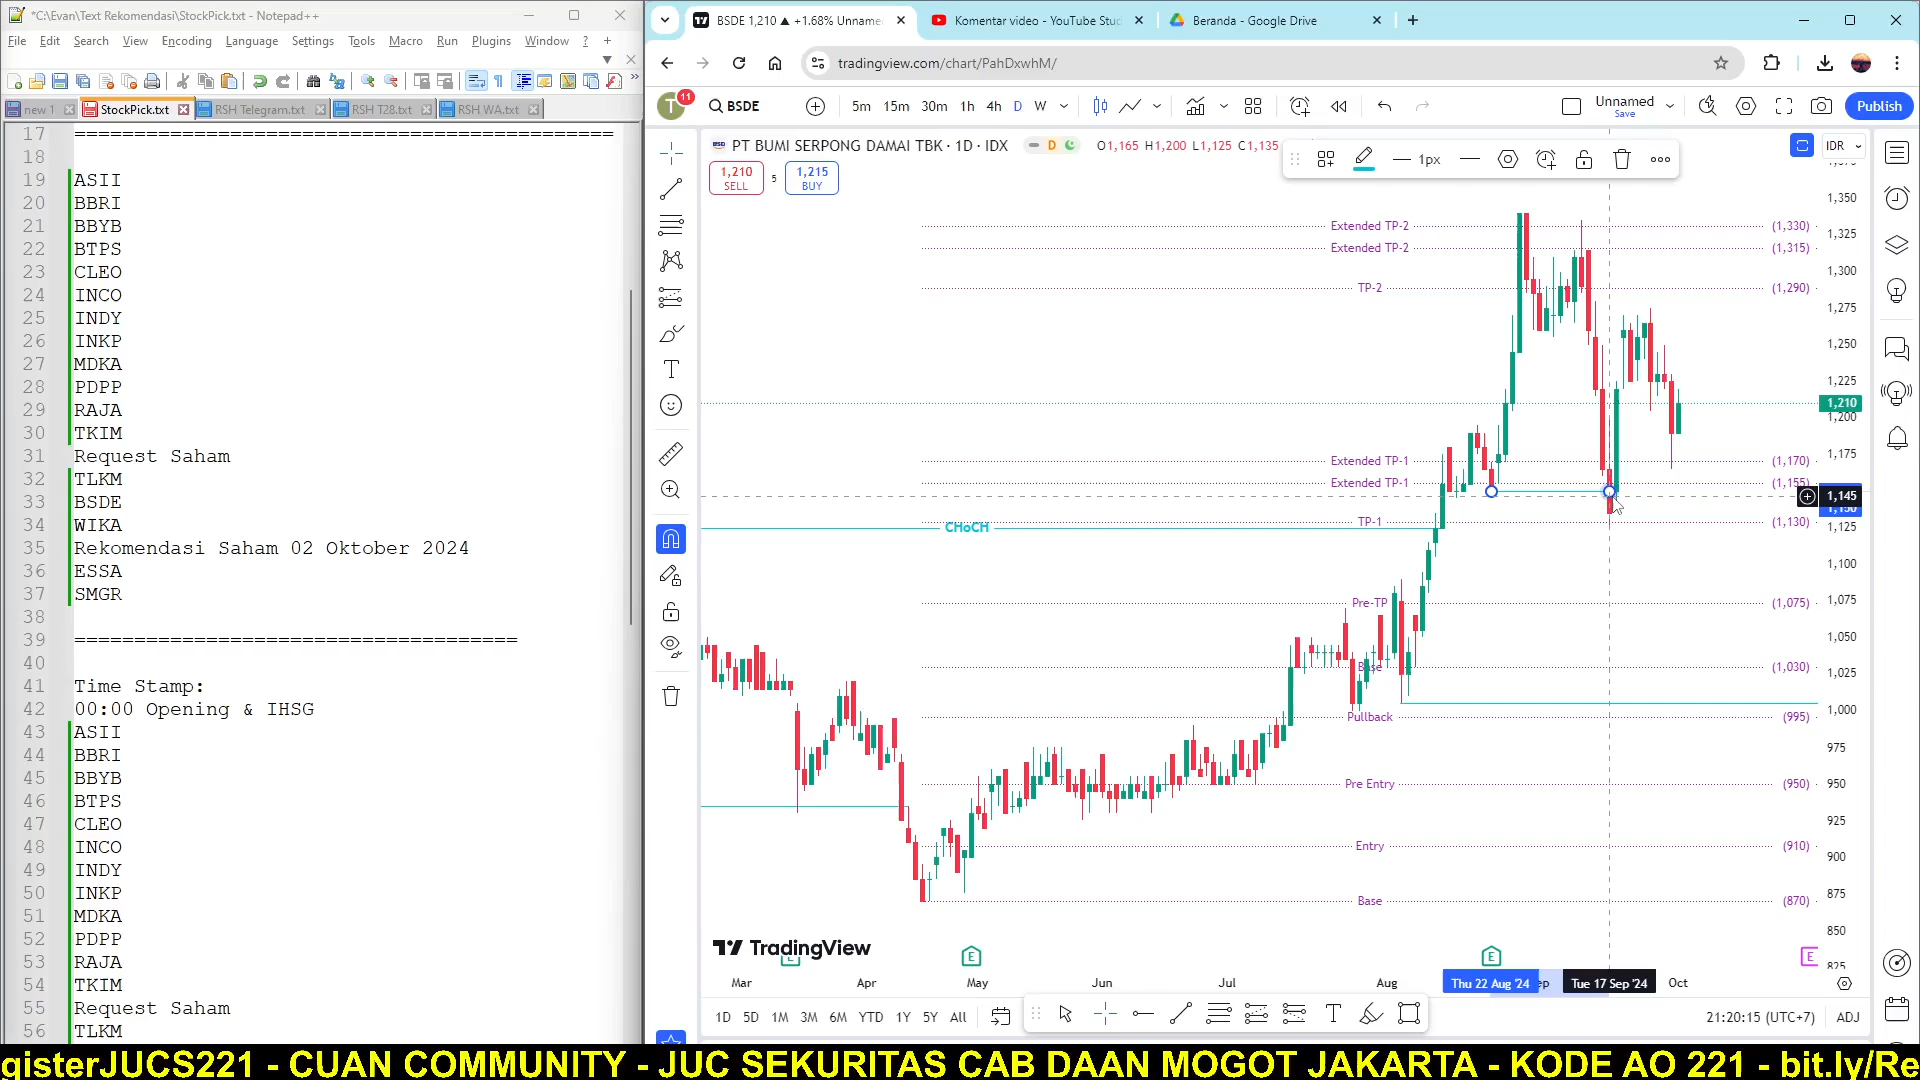 *C:\Evan\Text Rekomendasi\StockPick.txt - Notepad++
File Edit Search View Encoding Language Settings Tools Macro Run Plugins Window ? +
new 1 StockPick.txt RSH Telegram.txt RSH T28.txt RSH WA.txt
17 =============================================
18
19 ASII
20 BBRI
21 BBYB
22 BTPS
23 CLEO
24 INCO
25 INDY
26 INKP
27 MDKA
28 PDPP
29 RAJA
30 TKIM
31 Request Saham
32 TLKM
33 BSDE
34 WIKA
35 Rekomendasi Saham 02 Oktober 2024
36 ESSA
37 SMGR
38
39 =====================================
40
41 Time Stamp:
42 00:00 Opening & IHSG
43 ASII
44 BBRI
45 BBYB
46 BTPS
47 CLEO
48 INCO
49 INDY
50 INKP
51 MDKA
52 PDPP
53 RAJA
54 TKIM
55 Request Saham
56 TLKM
BSDE 1,210 ▲ +1.68% Unname
Komentar video - YouTube Stud
Beranda - Google Drive
tradingview.com/chart/PahDxwhM/
T 11 BSDE 5m 15m 30m 1h 4h D W
Unnamed
Save
Publish
PT BUMI SERPONG DAMAI TBK · 1D · IDX D O1,165 H1,200 L1,125 C1,135
1px
IDR
1,210
SELL
5
1,215
BUY
Extended TP-2 (1,330)
Extended TP-2 (1,315)
TP-2 (1,290)
Extended TP-1 (1,170)
Extended TP-1 (1,155)
TP-1 (1,130)
CHoCH
Pre-TP (1,075)
Base (1,030)
Pullback (995)
Pre Entry (950)
Entry (910)
Base (870)
1,350
1,325
1,300
1,275
1,250
1,225
1,210
1,200
1,175
1,145
1,150
1,125
1,100
1,075
1,050
1,025
1,000
975
950
925
900
875
850
825
TradingView
E E E E
Mar Apr May Jun Jul Aug Thu 22 Aug '24 ep Tue 17 Sep '24 Oct
1D 5D 1M 3M 6M YTD 1Y 5Y All
21:20:15 (UTC+7) ADJ
gisterJUCS221 - CUAN COMMUNITY - JUC SEKURITAS CAB DAAN MOGOT JAKARTA - KODE AO 221 - bit.ly/Re